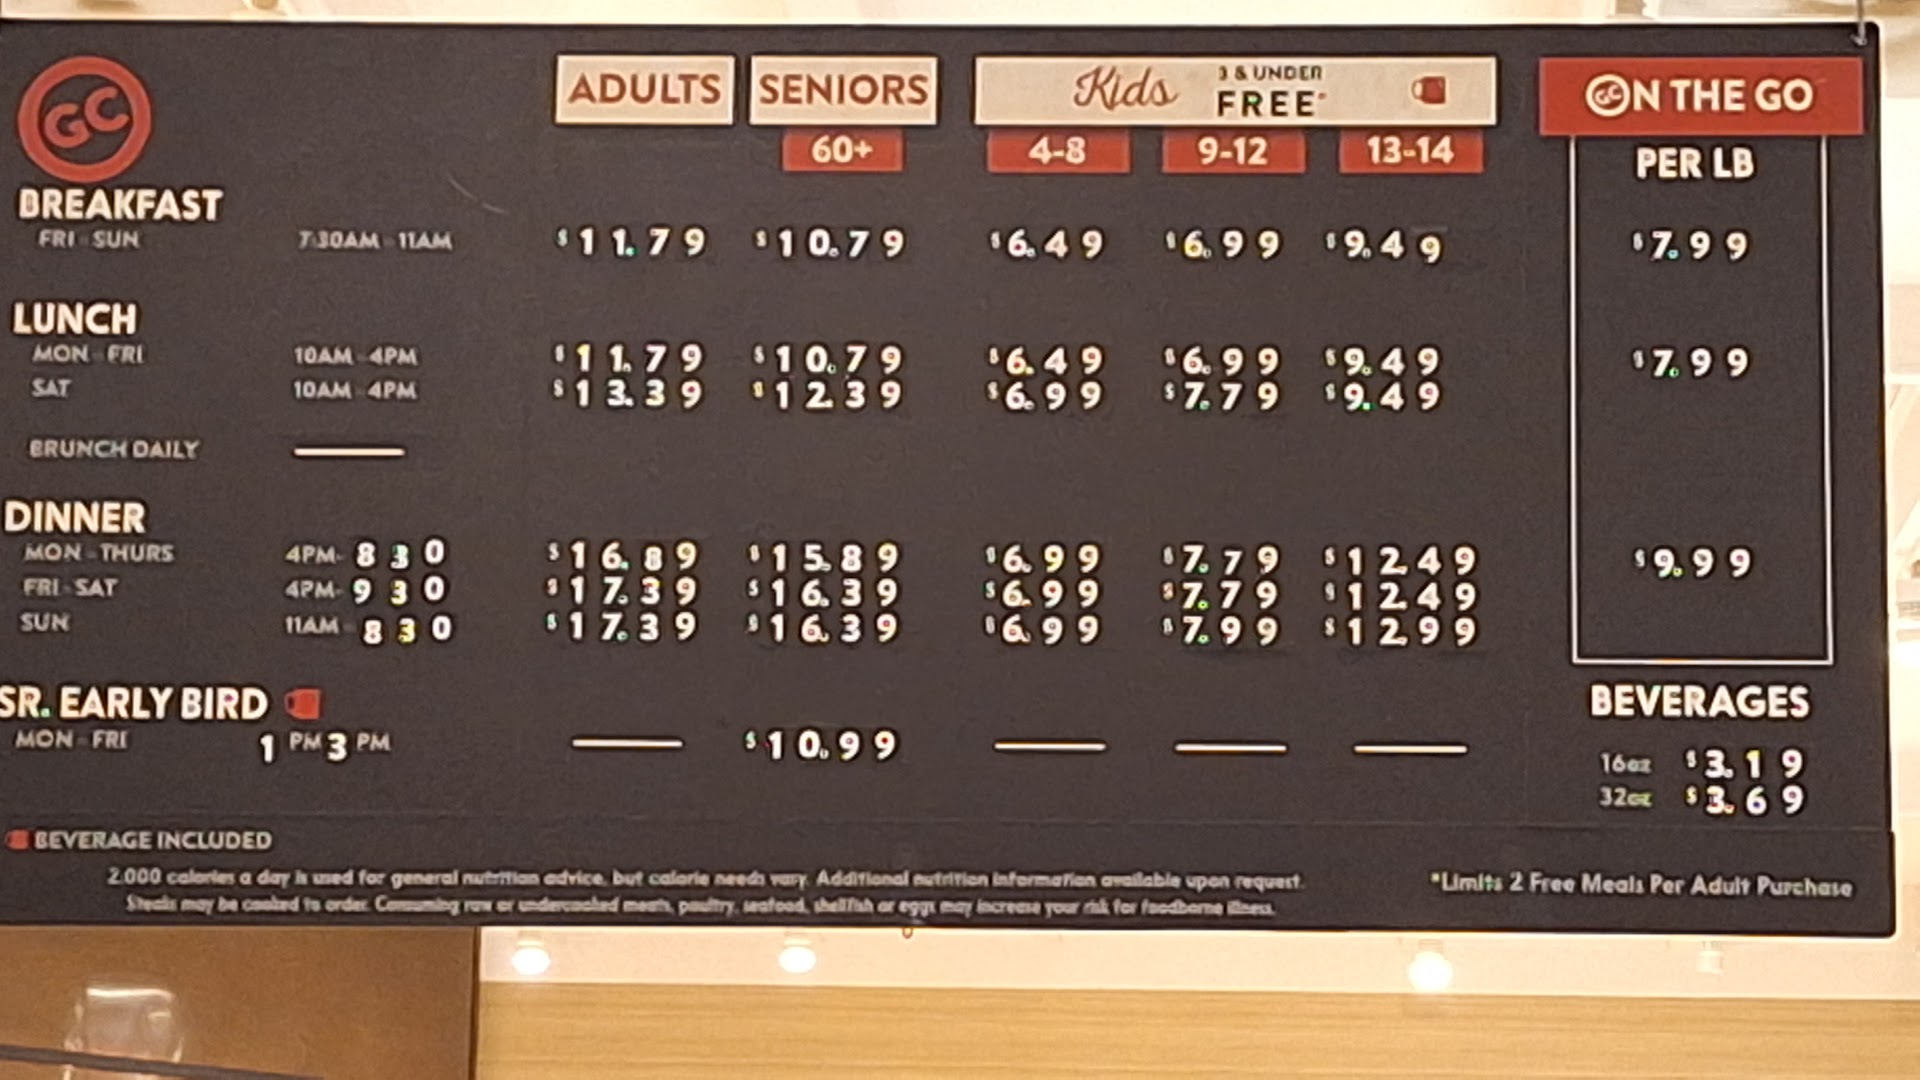 GC
ADULTS SENIORS Kids 3 & UNDER FREE* GCN THE GO
60+ 4-8 9-12 13-14 PER LB
BREAKFAST
FRI - SUN 7:30AM - 11AM $11.79 $10.79 $6.49 $6.99 $9.49 $7.99
LUNCH
MON - FRI 10AM - 4PM $11.79 $10.79 $6.49 $6.99 $9.49 $7.99
SAT 10AM - 4PM $13.39 $12.39 $6.99 $7.79 $9.49
BRUNCH DAILY
DINNER
MON - THURS 4PM- 830 $16.89 $15.89 $6.99 $7.79 $12.49 $9.99
FRI - SAT 4PM- 930 $17.39 $16.39 $6.99 $7.79 $12.49
SUN 11AM - 830 $17.39 $16.39 $6.99 $7.99 $12.99
SR. EARLY BIRD BEVERAGES
MON - FRI 1 PM 3 PM $10.99
16oz $3.19
32oz $3.69
BEVERAGE INCLUDED
2,000 calories a day is used for general nutrition advice, but calorie needs vary. Additional nutrition information available upon request.
*Limits 2 Free Meals Per Adult Purchase
Steaks may be cooked to order. Consuming raw or undercooked meats, poultry, seafood, shellfish or eggs may increase your risk for foodborne illness.